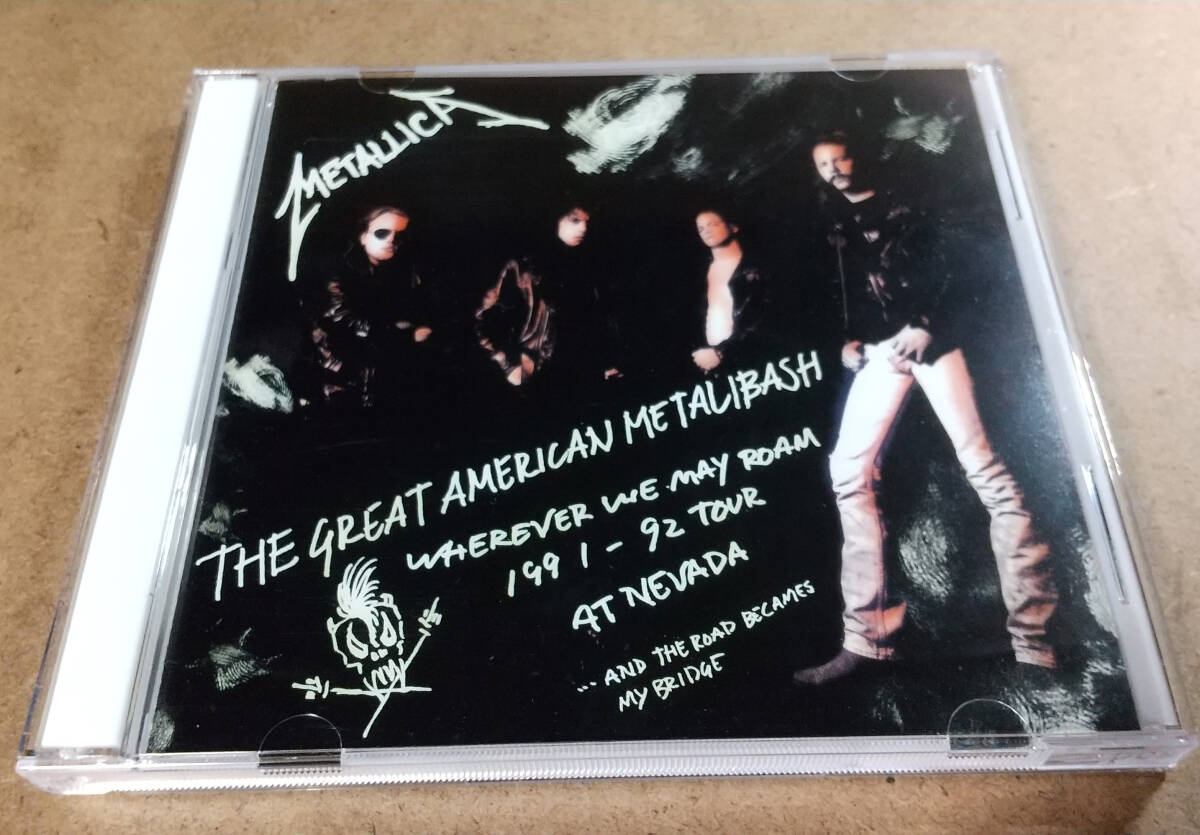 METALLICA
THE GREAT AMERICAN METALIBASH
WHEREVER WE MAY ROAM
1991-92 TOUR
AT NEVADA
...AND THE ROAD BECAMES
MY BRIDGE